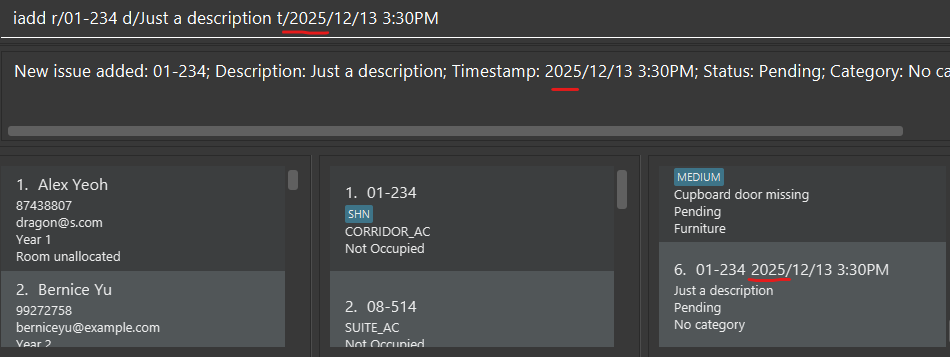 iadd r/01-234 d/Just a description t/2025/12/13 3:30PM
New issue added: 01-234; Description: Just a description; Timestamp: 2025/12/13 3:30PM; Status: Pending; Category: No ca
1. Alex Yeoh
87438807
dragon@s.com
Year 1
Room unallocated
2. Bernice Yu
99272758
berniceyu@example.com
Year 2
1. 01-234
SHN
CORRIDOR_AC
Not Occupied
2. 08-514
SUITE_AC
Not Occupied
MEDIUM
Cupboard door missing
Pending
Furniture
6. 01-234 2025/12/13 3:30PM
Just a description
Pending
No category